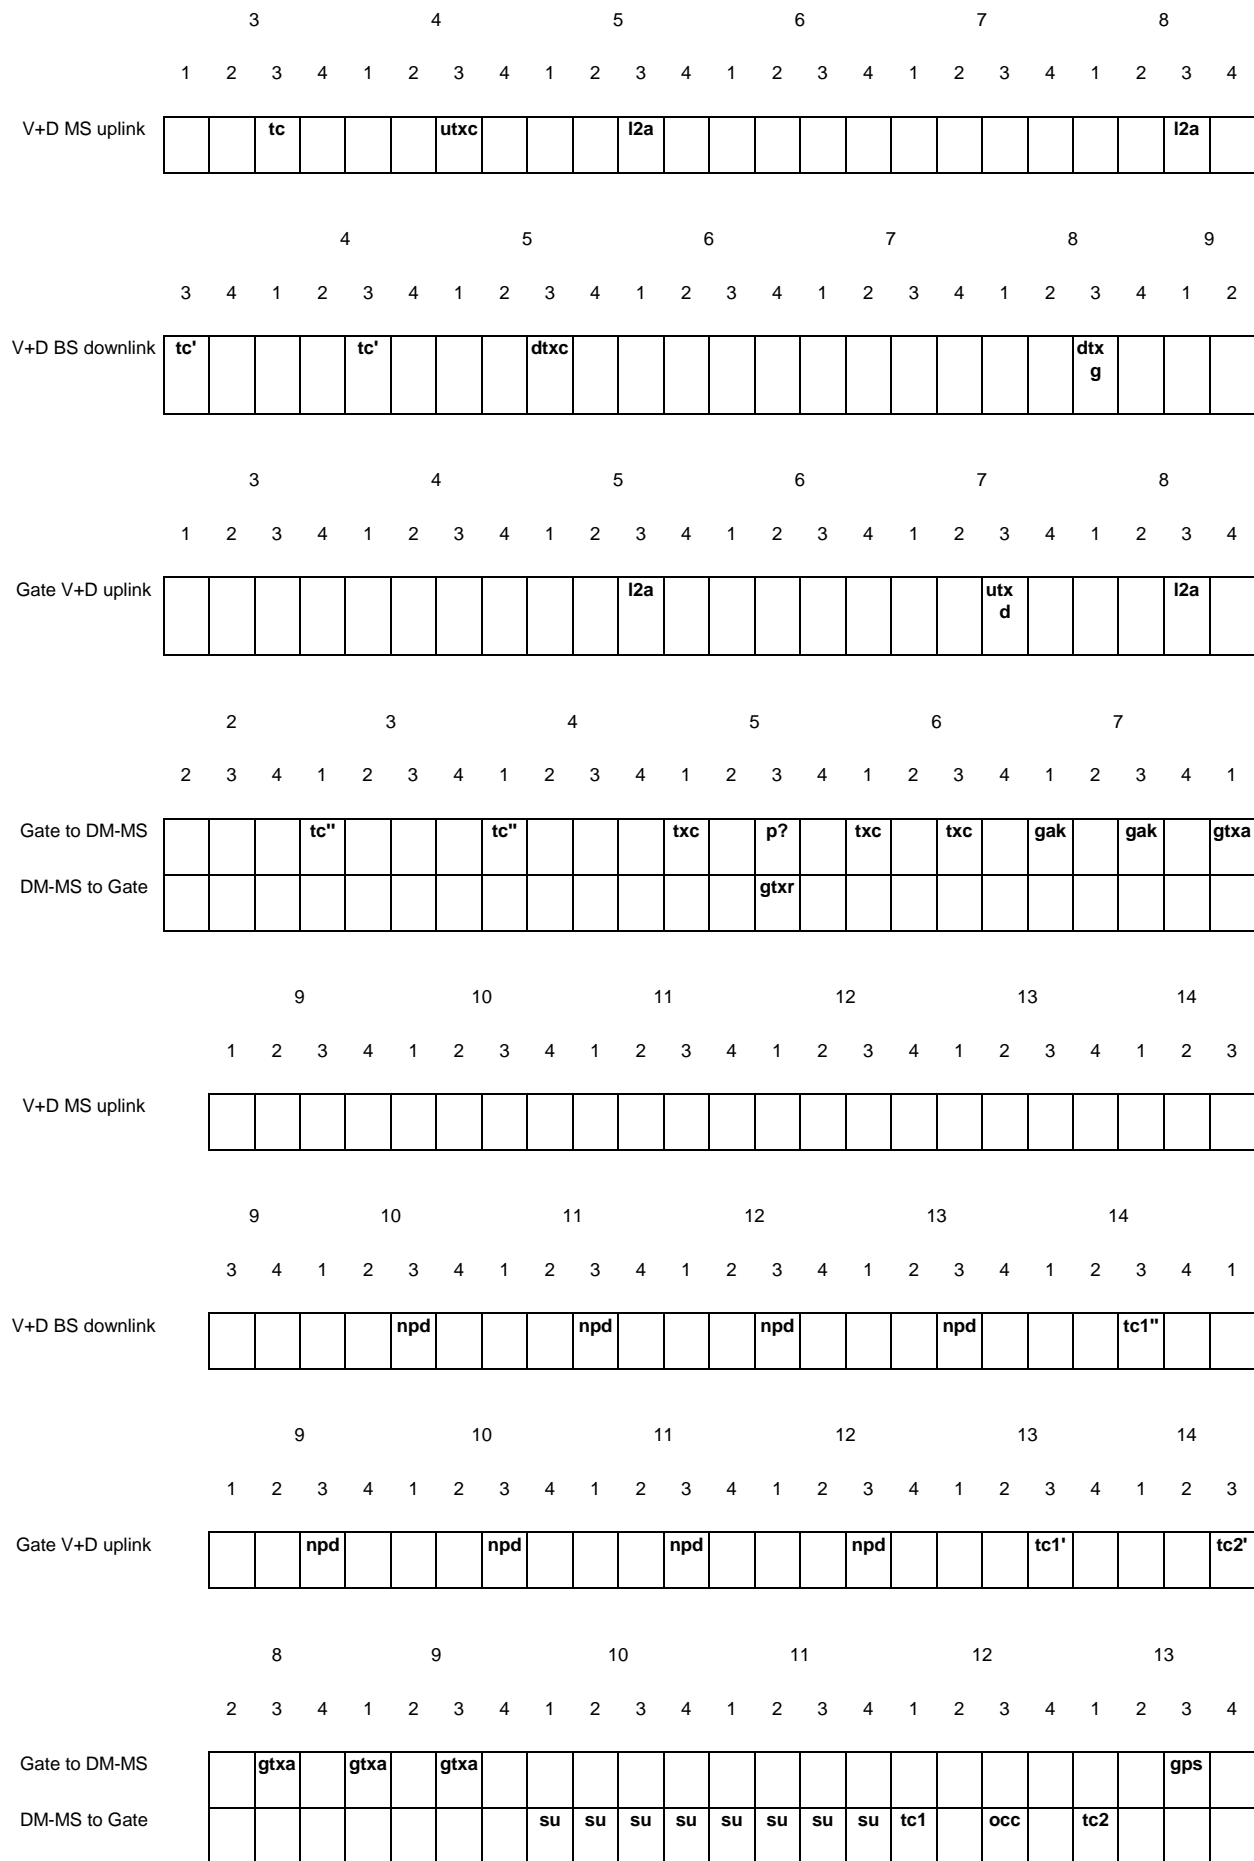 3 4 5 6 7 8
1 2 3 4 1 2 3 4 1 2 3 4 1 2 3 4 1 2 3 4 1 2 3 4
V+D MS uplink tc utxc l2a l2a
4 5 6 7 8 9
3 4 1 2 3 4 1 2 3 4 1 2 3 4 1 2 3 4 1 2 3 4 1 2
V+D BS downlink tc' tc' dtxc dtx
g
3 4 5 6 7 8
1 2 3 4 1 2 3 4 1 2 3 4 1 2 3 4 1 2 3 4 1 2 3 4
Gate V+D uplink l2a utx l2a
d
2 3 4 5 6 7
2 3 4 1 2 3 4 1 2 3 4 1 2 3 4 1 2 3 4 1 2 3 4 1
Gate to DM-MS tc" tc" txc p? txc txc gak gak gtxa
DM-MS to Gate gtxr
9 10 11 12 13 14
1 2 3 4 1 2 3 4 1 2 3 4 1 2 3 4 1 2 3 4 1 2 3
V+D MS uplink
9 10 11 12 13 14
3 4 1 2 3 4 1 2 3 4 1 2 3 4 1 2 3 4 1 2 3 4 1
V+D BS downlink npd npd npd npd tc1"
9 10 11 12 13 14
1 2 3 4 1 2 3 4 1 2 3 4 1 2 3 4 1 2 3 4 1 2 3
Gate V+D uplink npd npd npd npd tc1' tc2'
8 9 10 11 12 13
2 3 4 1 2 3 4 1 2 3 4 1 2 3 4 1 2 3 4 1 2 3 4
Gate to DM-MS gtxa gtxa gtxa gps
DM-MS to Gate su su su su su su su su tc1 occ tc2